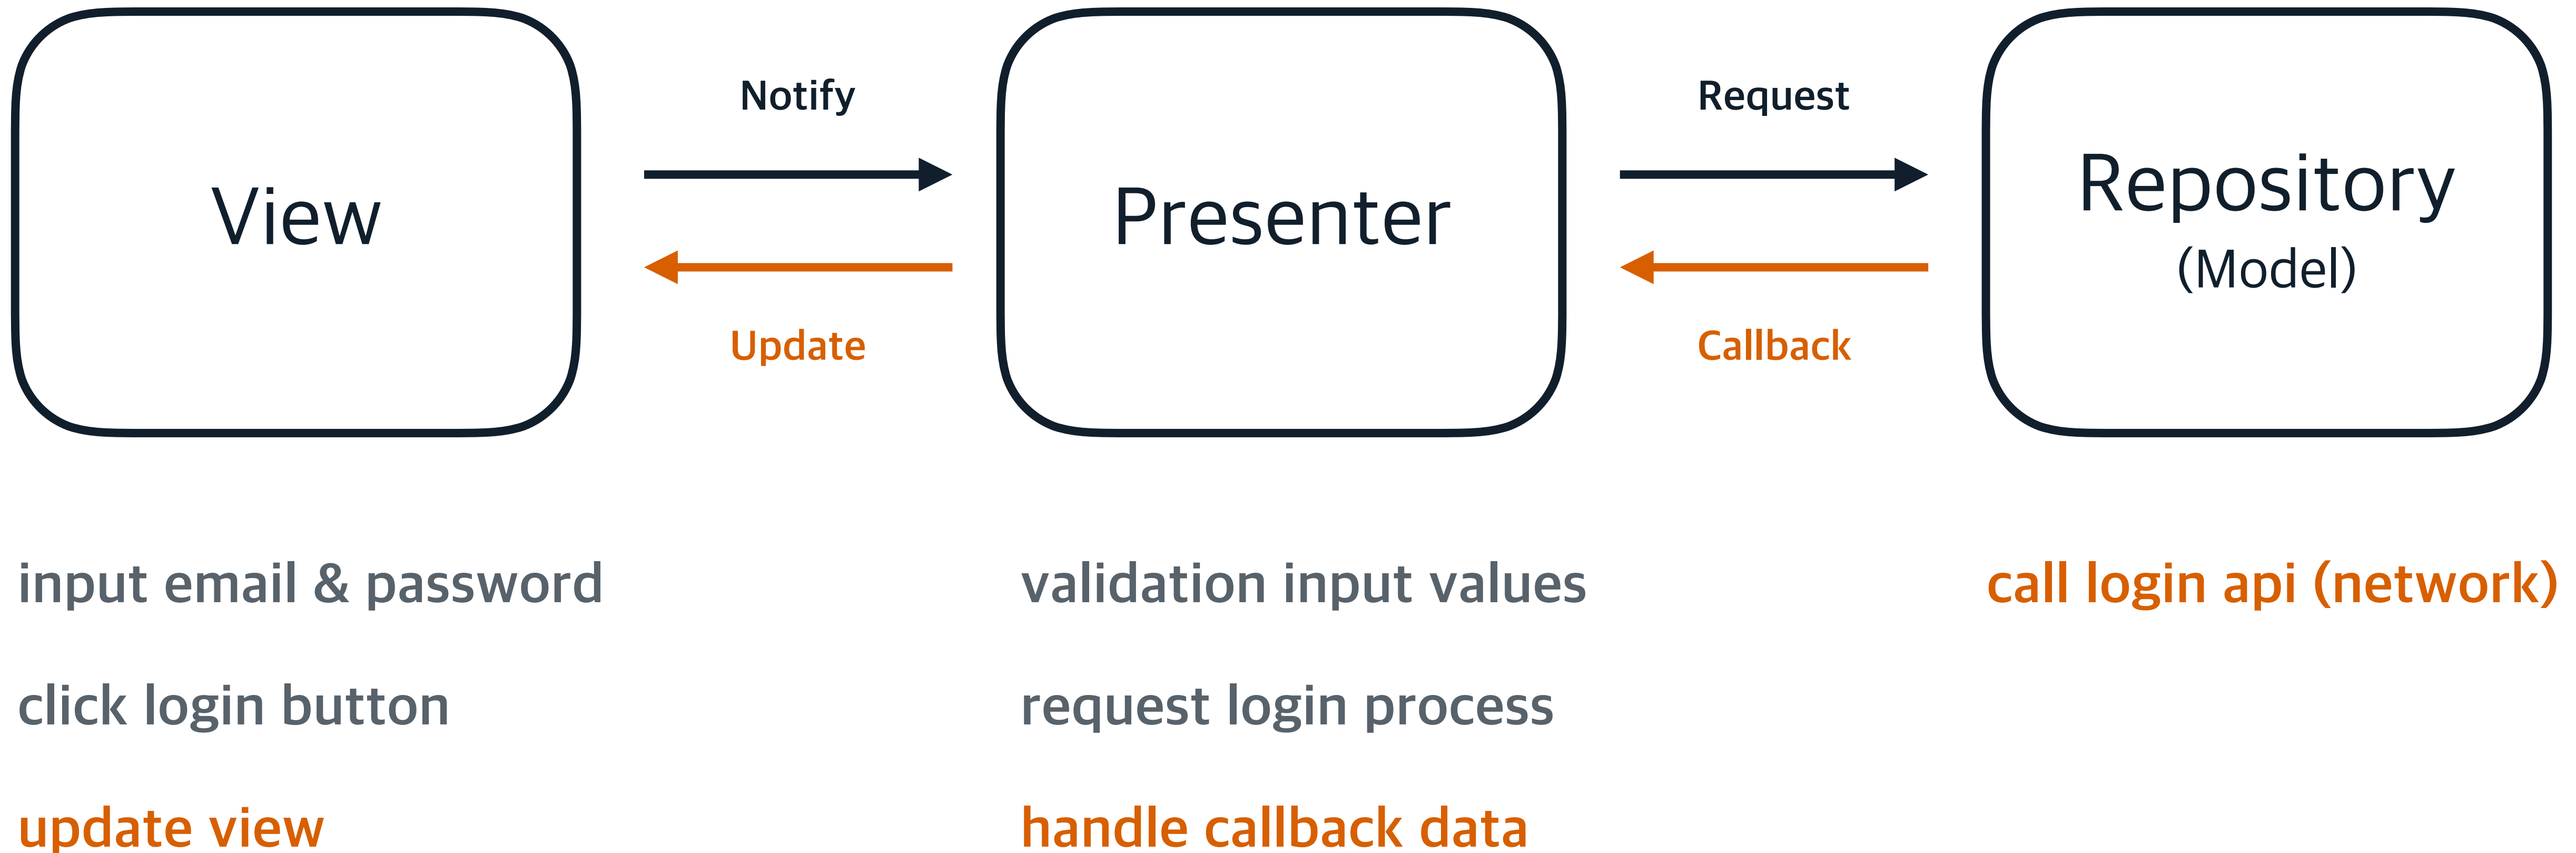 View
Notify
Update
Presenter
Request
Callback
Repository
(Model)
input email & password
click login button
update view
validation input values
request login process
handle callback data
call login api (network)